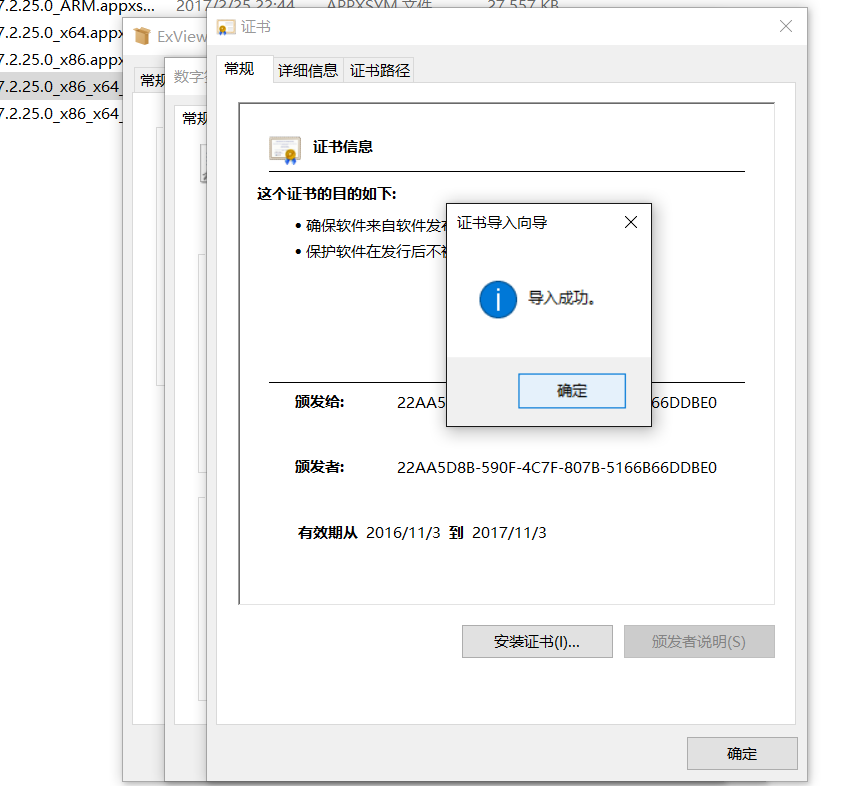 7.2.25.0_ARM.appxs... 2017/2/25 22:44 APPXSYM 文件 27,557 KB
7.2.25.0_x64.appx
7.2.25.0_x86.appx
7.2.25.0_x86_x64_
7.2.25.0_x86_x64_
ExView
常规
数字
常规
证书
常规 详细信息 证书路径
证书信息
这个证书的目的如下:
• 确保软件来自软件发布
• 保护软件在发行后不被
证书导入向导
导入成功。
确定
颁发给: 22AA5 66DDBE0
颁发者: 22AA5D8B-590F-4C7F-807B-5166B66DDBE0
有效期从 2016/11/3 到 2017/11/3
安装证书(I)... 颁发者说明(S)
确定